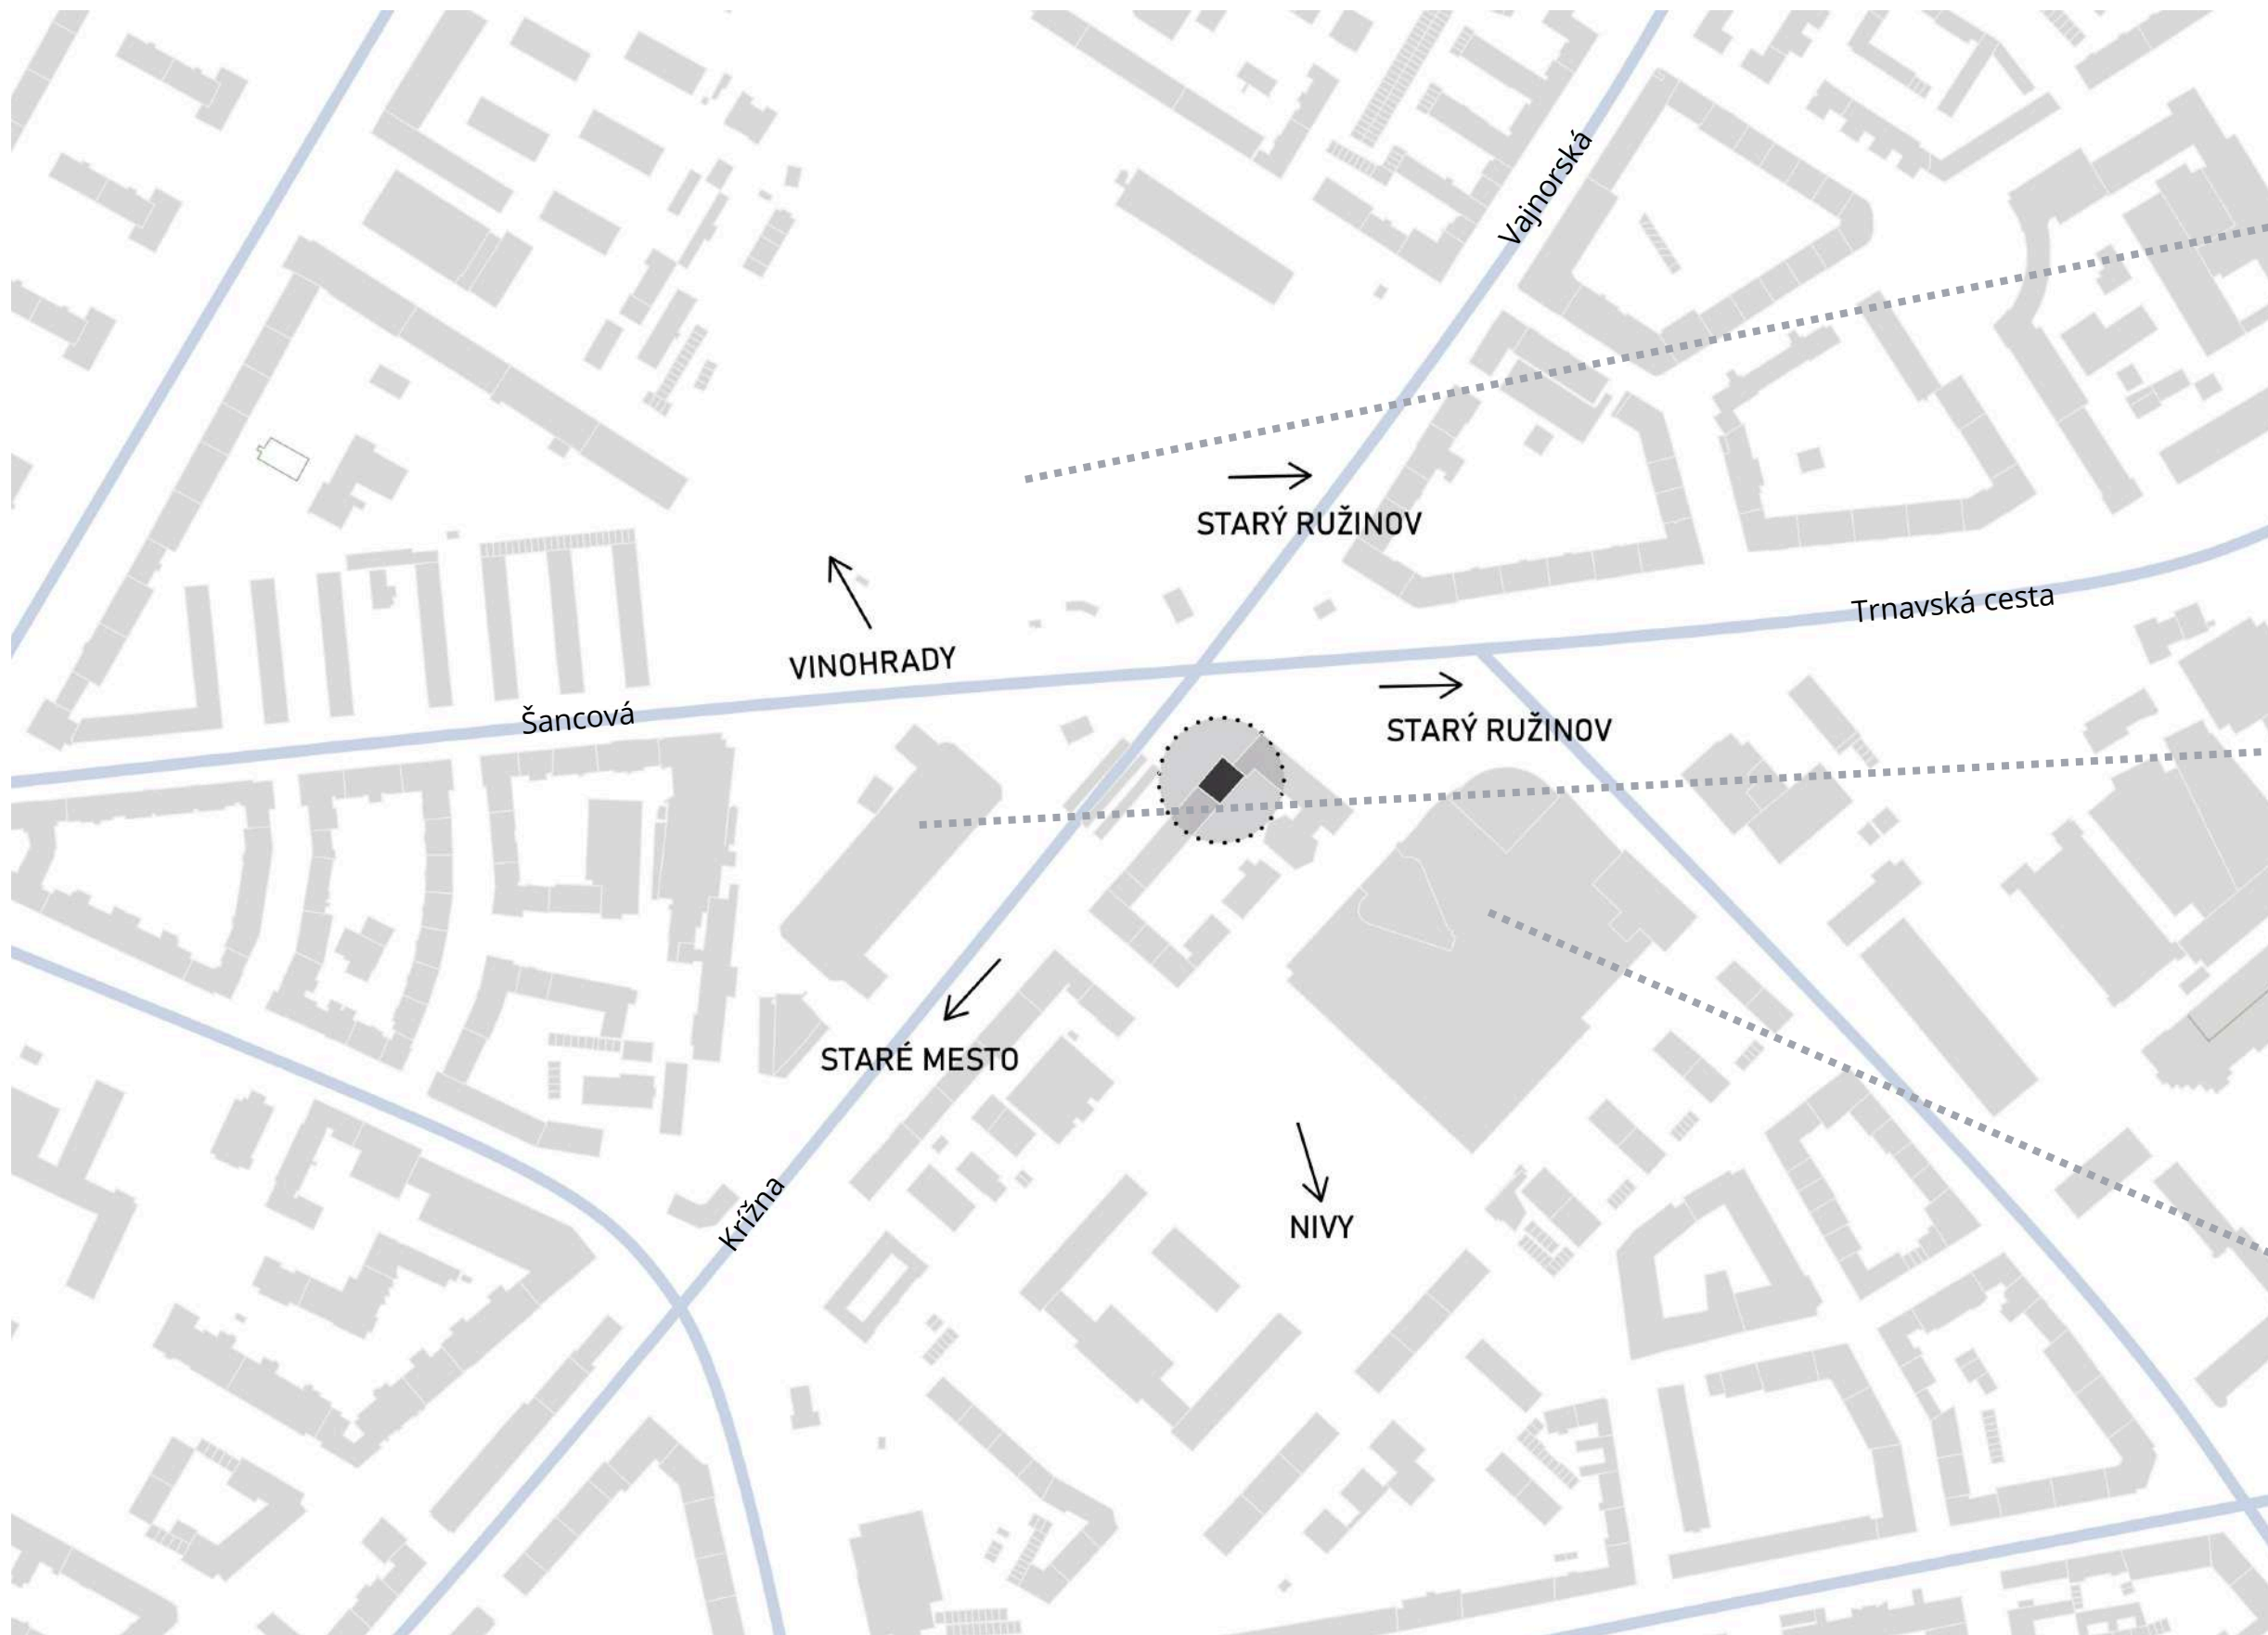 Vajnorská
STARÝ RUŽINOV
Trnavská cesta
VINOHRADY
Šancová
STARÝ RUŽINOV
STARÉ MESTO
Krížna
NIVY